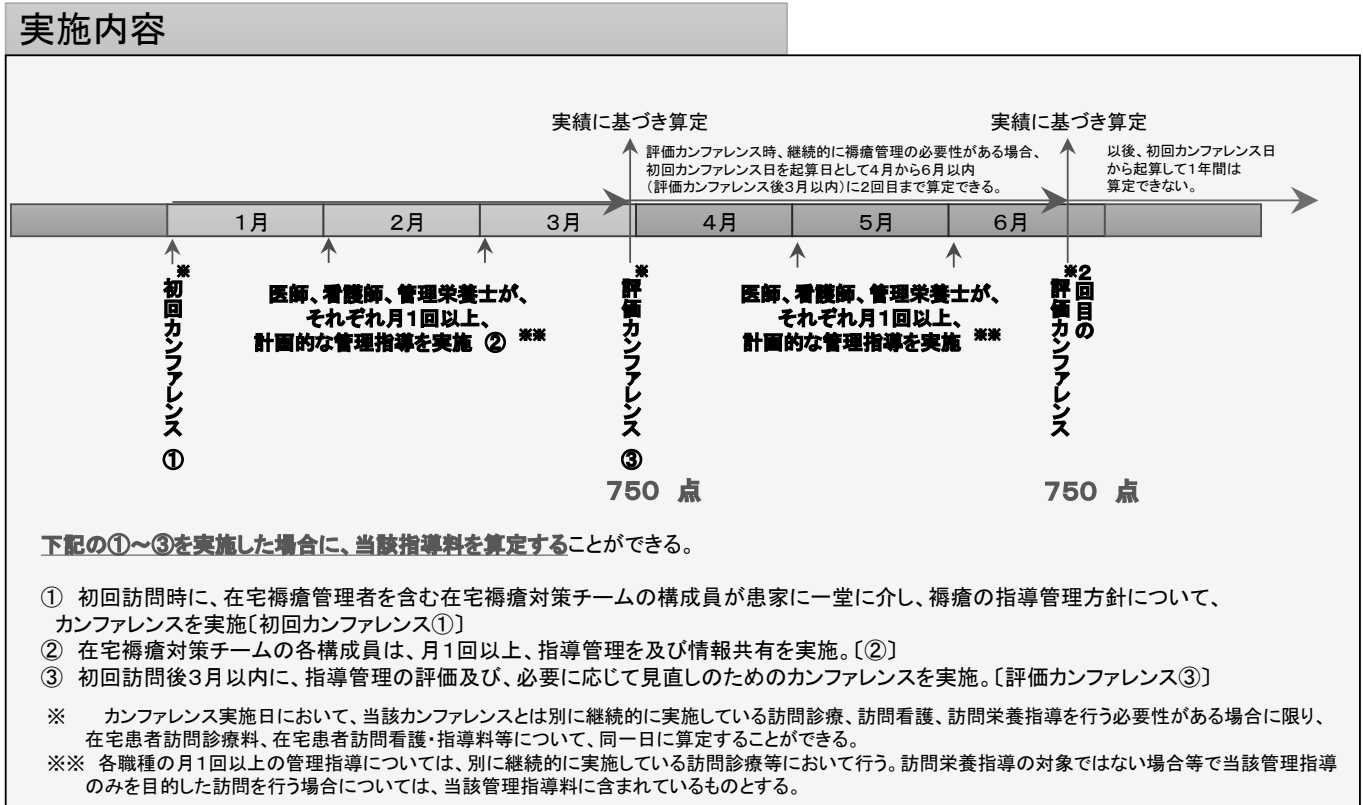 実施内容
実績に基づき算定
実績に基づき算定
評価カンファレンス時、継続的に褥瘡管理の必要性がある場合、
初回カンファレンス日を起算日として4月から6月以内
(評価カンファレンス後3月以内)に2回目まで算定できる。
以後、初回カンファレンス日
から起算して1年間は
算定できない。
1月
2月
3月
4月
5月
6月
※初回カンファレンス ①
医師、看護師、管理栄養士が、
それぞれ月1回以上、
計画的な管理指導を実施 ② ※※
※評価カンファレンス ③
医師、看護師、管理栄養士が、
それぞれ月1回以上、
計画的な管理指導を実施 ※※
2回目の
※評価カンファレンス
750 点
750 点
下記の①~③を実施した場合に、当該指導料を算定することができる。
① 初回訪問時に、在宅褥瘡管理者を含む在宅褥瘡対策チームの構成員が患家に一堂に介し、褥瘡の指導管理方針について、
カンファレンスを実施〔初回カンファレンス①〕
② 在宅褥瘡対策チームの各構成員は、月1回以上、指導管理を及び情報共有を実施。〔②〕
③ 初回訪問後3月以内に、指導管理の評価及び、必要に応じて見直しのためのカンファレンスを実施。〔評価カンファレンス③〕
※ カンファレンス実施日において、当該カンファレンスとは別に継続的に実施している訪問診療、訪問看護、訪問栄養指導を行う必要性がある場合に限り、
在宅患者訪問診療料、在宅患者訪問看護・指導料等について、同一日に算定することができる。
※※ 各職種の月1回以上の管理指導については、別に継続的に実施している訪問診療等において行う。訪問栄養指導の対象ではない場合等で当該管理指導
のみを目的した訪問を行う場合については、当該管理指導料に含まれているものとする。